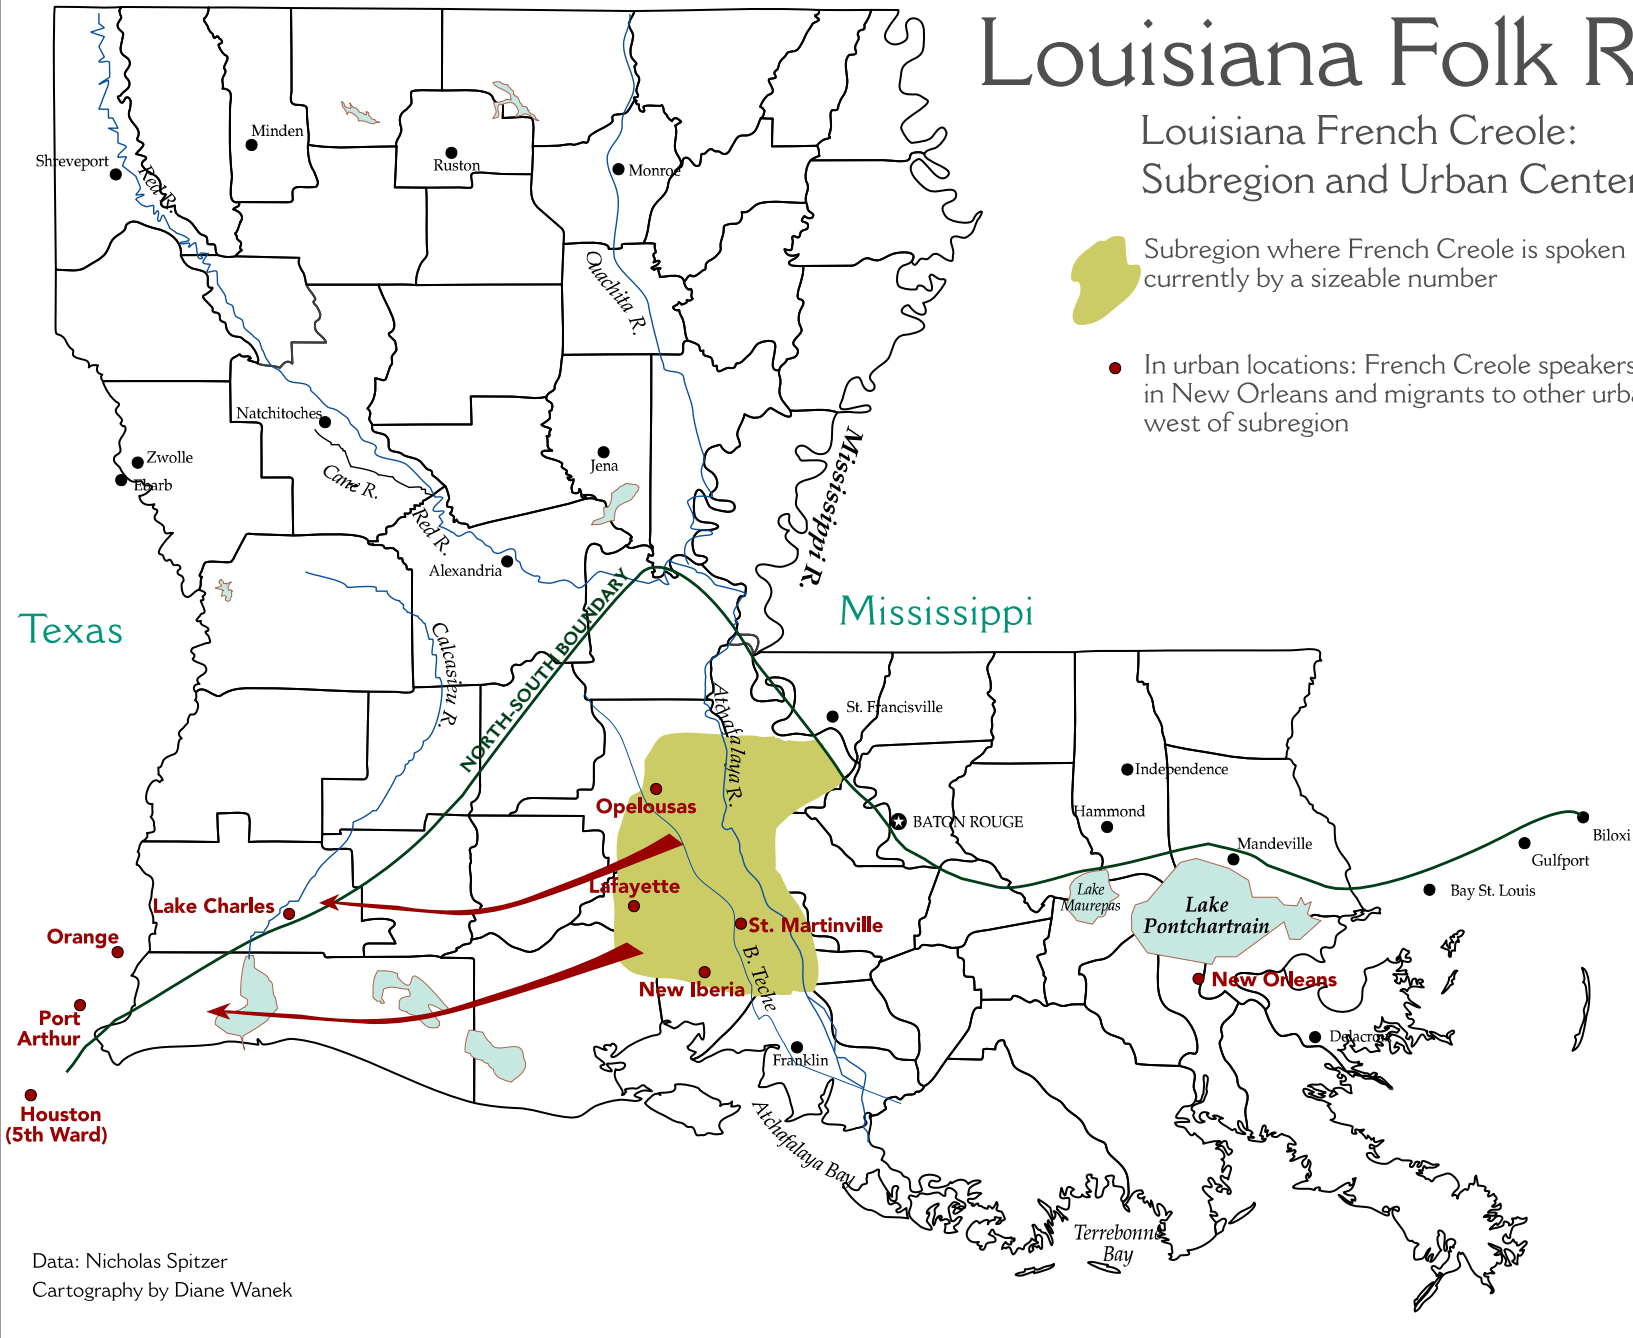 Louisiana Folk R
Louisiana French Creole:
Subregion and Urban Center
Subregion where French Creole is spoken
currently by a sizeable number
In urban locations: French Creole speakers
in New Orleans and migrants to other urba
west of subregion
Minden
Shreveport
Ruston
Monroe
Red R.
Ouachita R.
Natchitoches
Zwolle
Ebarb
Cane R.
Jena
Mississippi R.
Red R.
Alexandria
Texas
Mississippi
NORTH-SOUTH BOUNDARY
Calcasieu R.
Atchafalaya R.
St. Francisville
Independence
Opelousas
Hammond
BATON ROUGE
Biloxi
Mandeville
Gulfport
Lafayette
Lake
Maurepas
Bay St. Louis
Lake Charles
Lake
Pontchartrain
St. Martinville
Orange
B. Teche
New Iberia
New Orleans
Port
Arthur
Delacroix
Franklin
Houston
(5th Ward)
Atchafalaya Bay
Terrebonne
Bay
Data: Nicholas Spitzer
Cartography by Diane Wanek